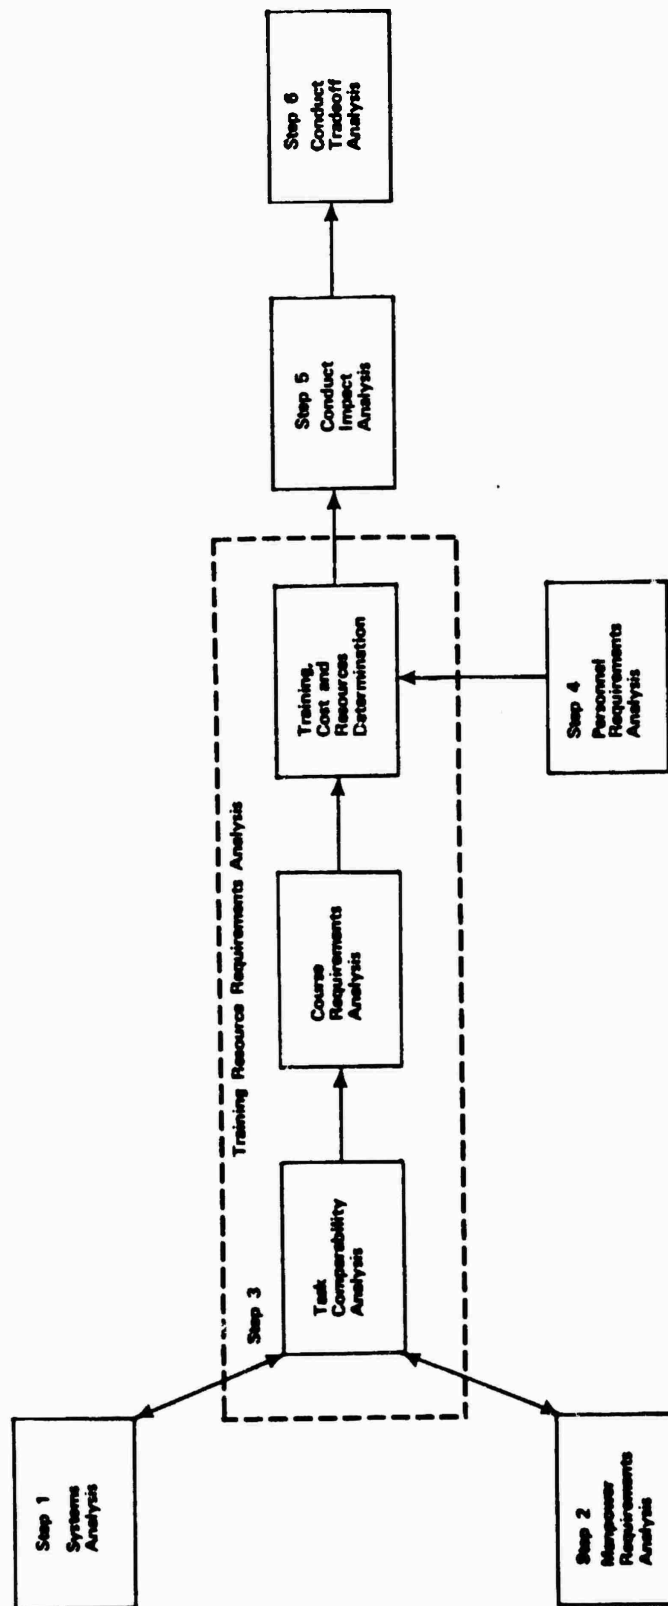 Step 1
Systems
Analysis
Step 2
Manpower
Requirements
Analysis
Step 3
Training Resource Requirements Analysis
Task
Comparability
Analysis
Course
Requirements
Analysis
Training,
Cost and
Resources
Determination
Step 4
Personnel
Requirements
Analysis
Step 5
Conduct
Impact
Analysis
Step 6
Conduct
Tradeoff
Analysis